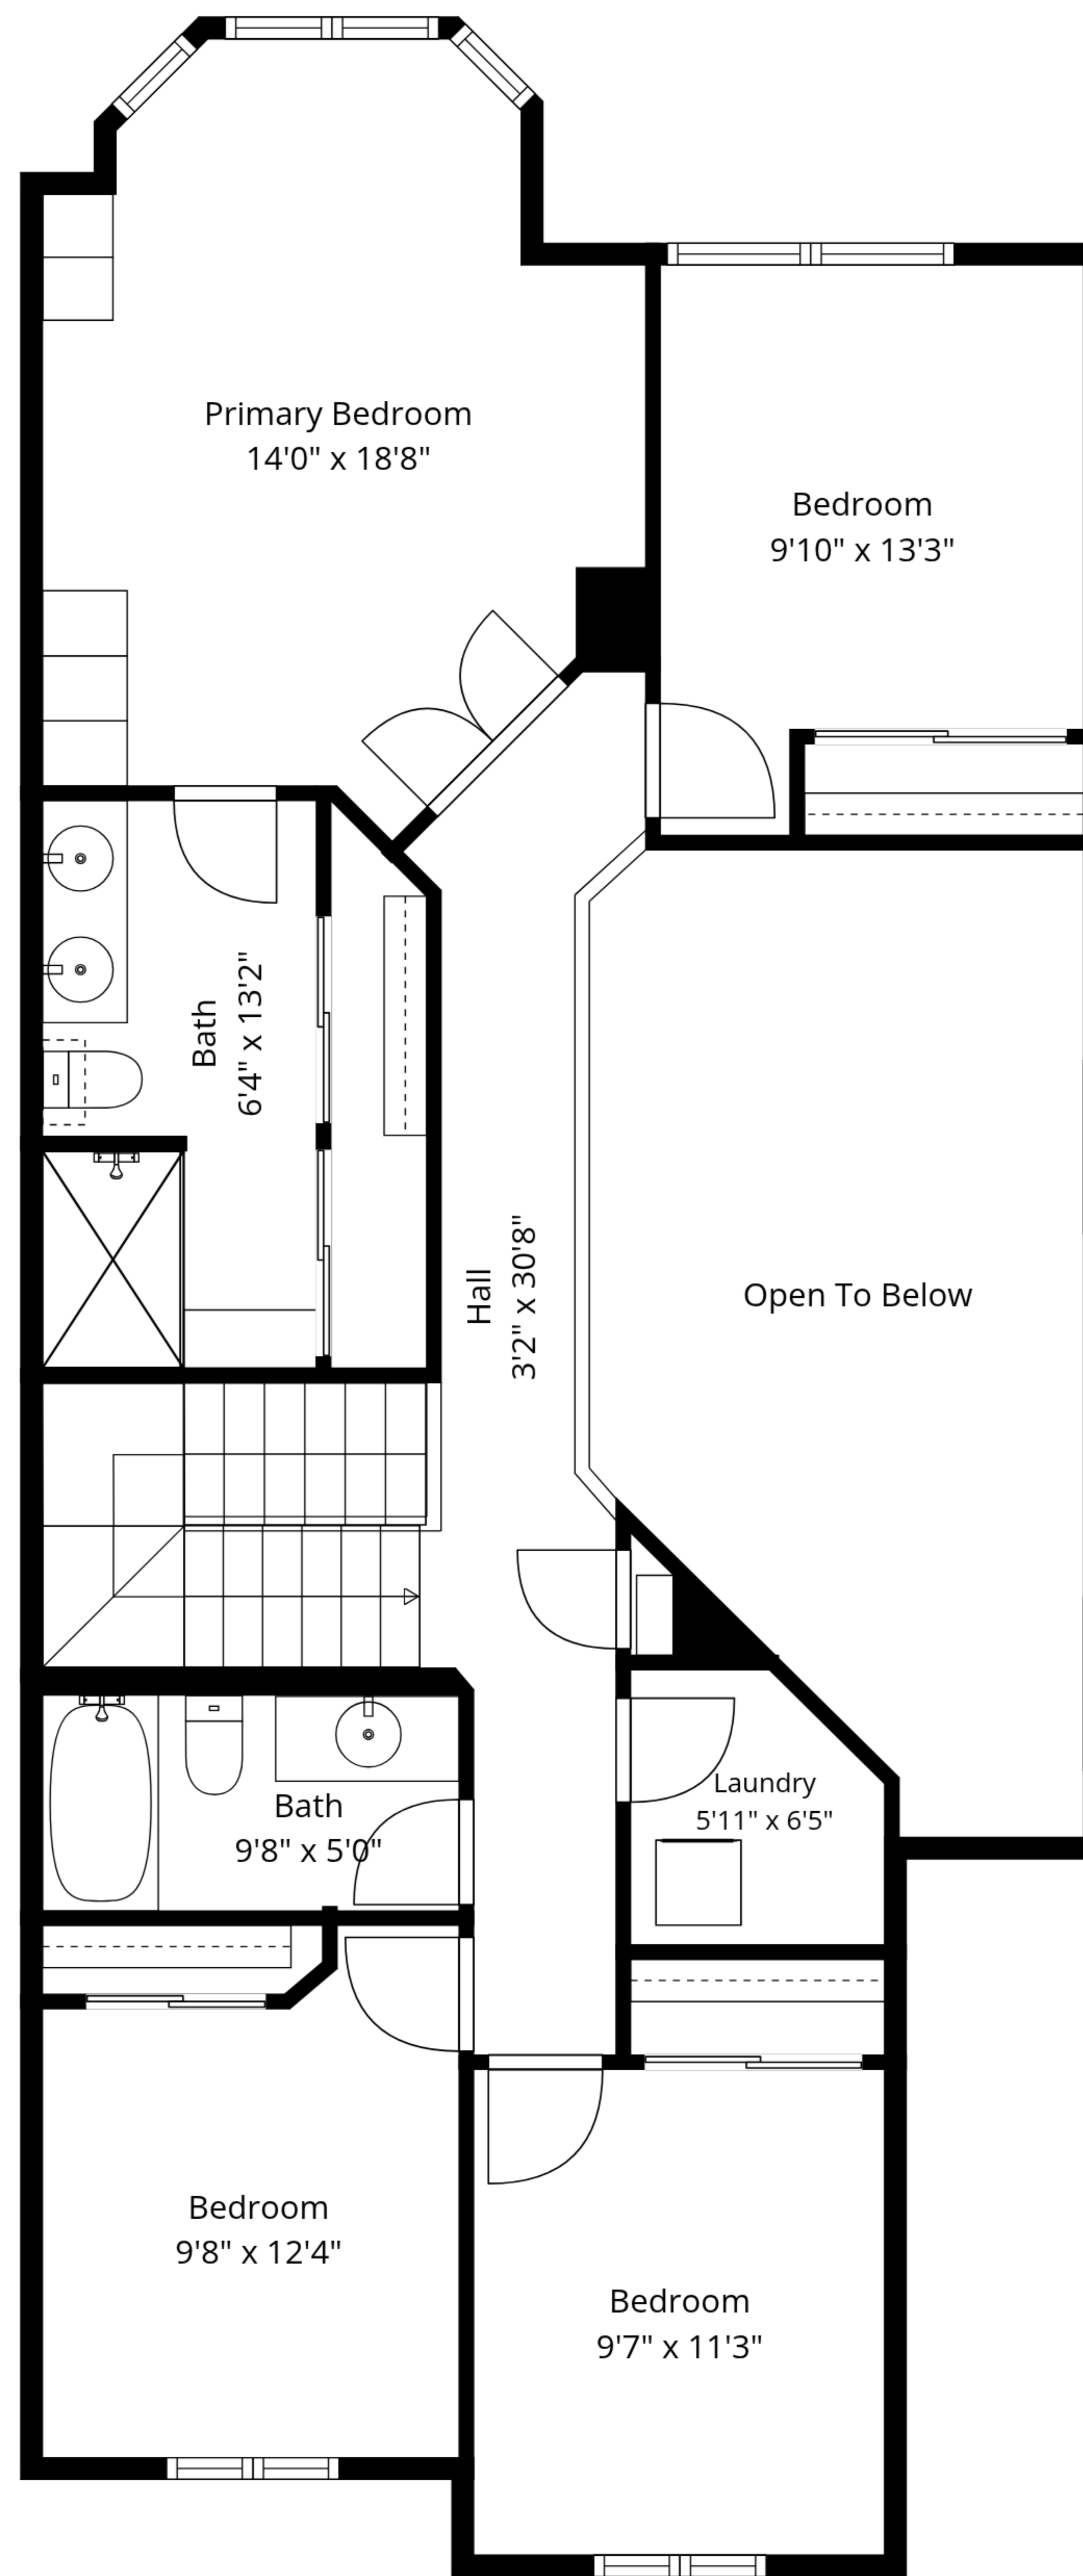 Primary Bedroom
14'0" x 18'8"
Bedroom
9'10" x 13'3"
Bath
6'4" x 13'2"
Hall
3'2" x 30'8"
Open To Below
Laundry
5'11" x 6'5"
Bath
9'8" x 5'0"
Bedroom
9'8" x 12'4"
Bedroom
9'7" x 11'3"